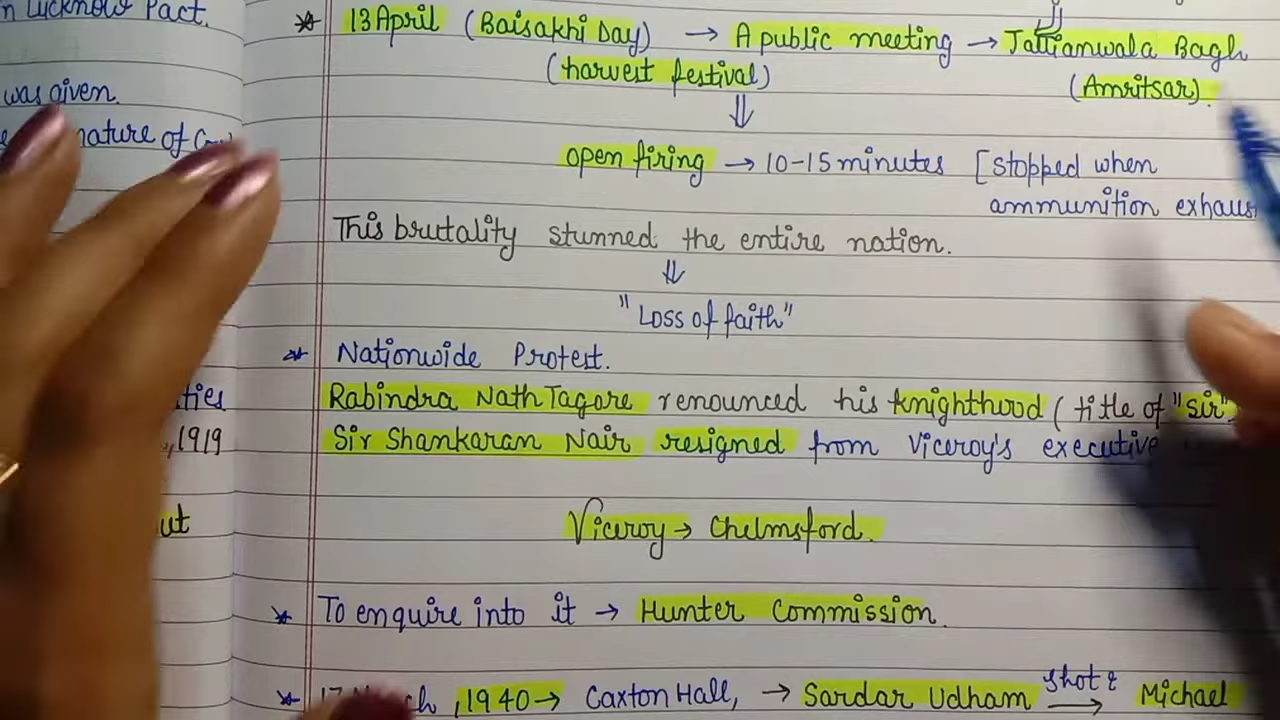 n Lucknow Pact.
was given.
nature of
ties
,1919
ut
13 April (Baisakhi Day) → A public meeting → Jallianwala Bagh
(harvest festival) (Amritsar).
open firing → 10-15 minutes [stopped when
ammunition exhaus
This brutality stunned the entire nation.
"Loss of faith"
Nationwide Protest.
Rabindra Nath Tagore renounced his knighthood (title of "Sir"
Sir Shankaran Nair resigned from Viceroy's executive
Viceroy → Chelmsford.
To enquire into it → Hunter Commission.
ch, 1940 → Caxton Hall, → Sardar Udham shot → Michael